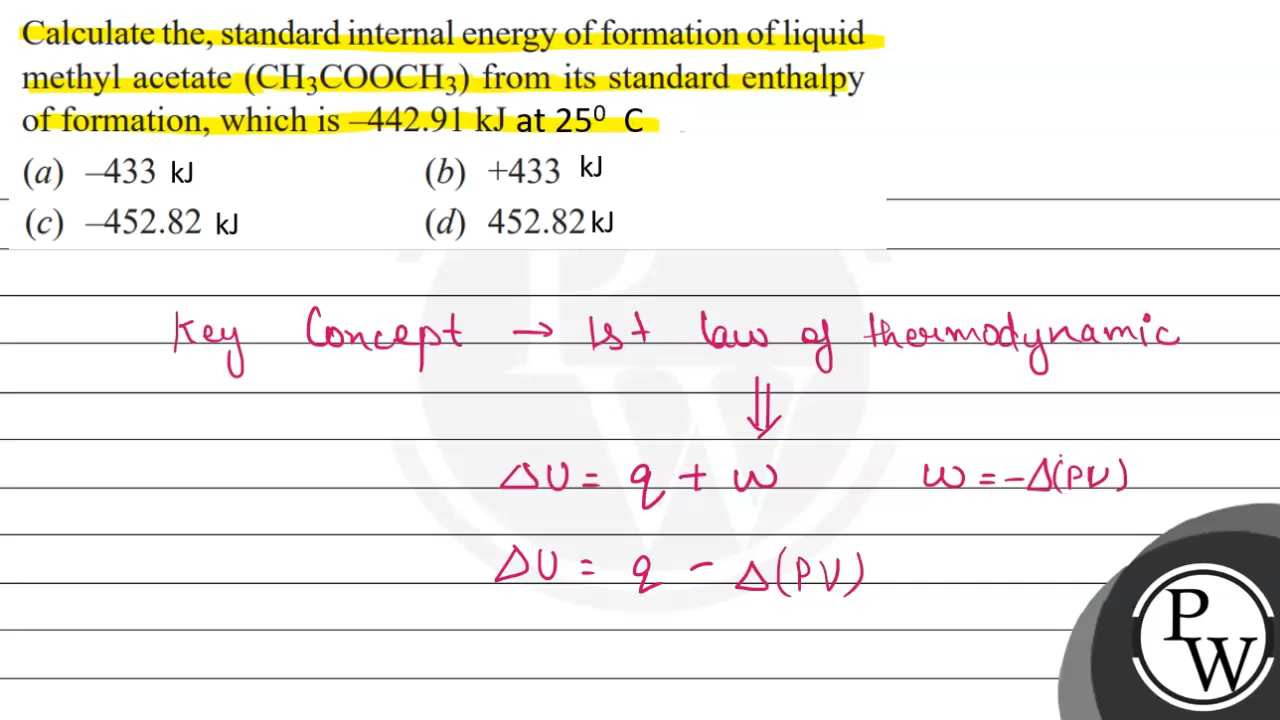 Calculate the, standard internal energy of formation of liquid
methyl acetate (CH₃COOCH₃) from its standard enthalpy
of formation, which is –442.91 kJ at 25⁰ C
(a) –433 kJ (b) +433 kJ
(c) –452.82 kJ (d) 452.82 kJ
Key Concept → 1st law of thermodynamic
⇓
ΔU = q + w w = -Δ(PV)
ΔU = q - Δ(PV)
P
W